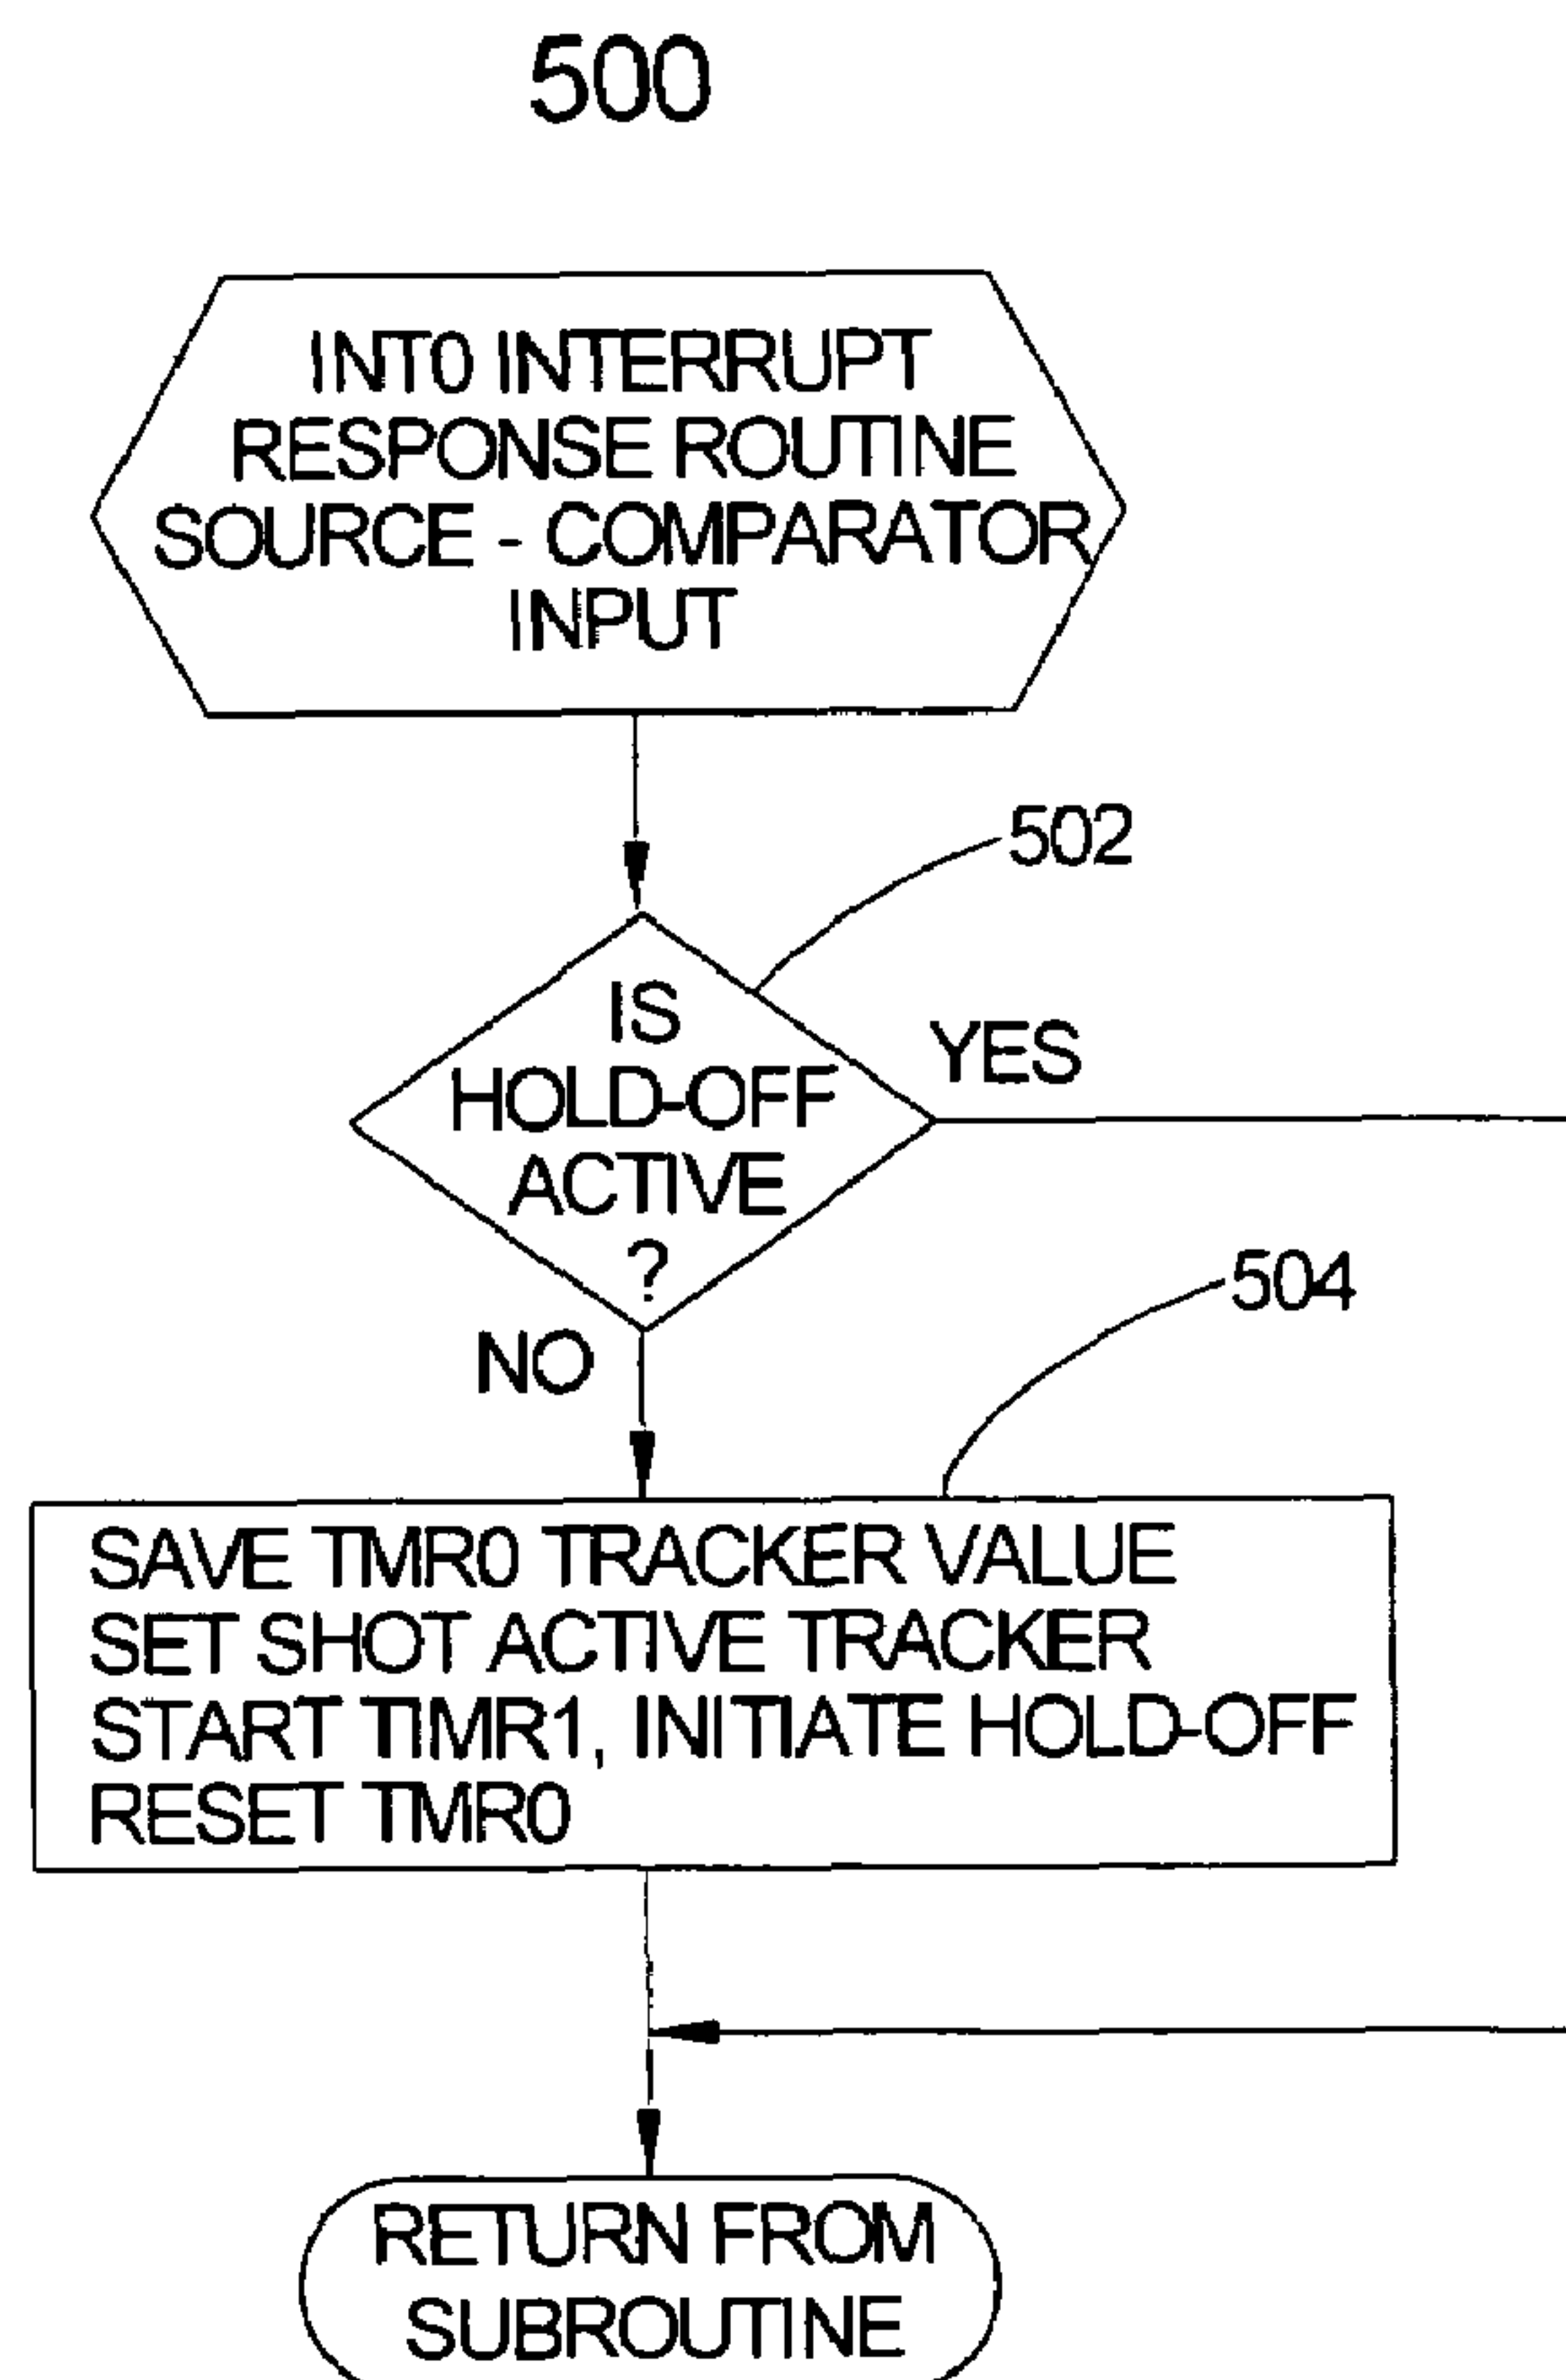 500
INT0 INTERRUPT
RESPONSE ROUTINE
SOURCE - COMPARATOR
INPUT
502
IS
HOLD-OFF
ACTIVE
?
YES
NO
504
SAVE TMR0 TRACKER VALUE
SET SHOT ACTIVE TRACKER
START TIMR1, INITIATE HOLD-OFF
RESET TMR0
RETURN FROM
SUBROUTINE